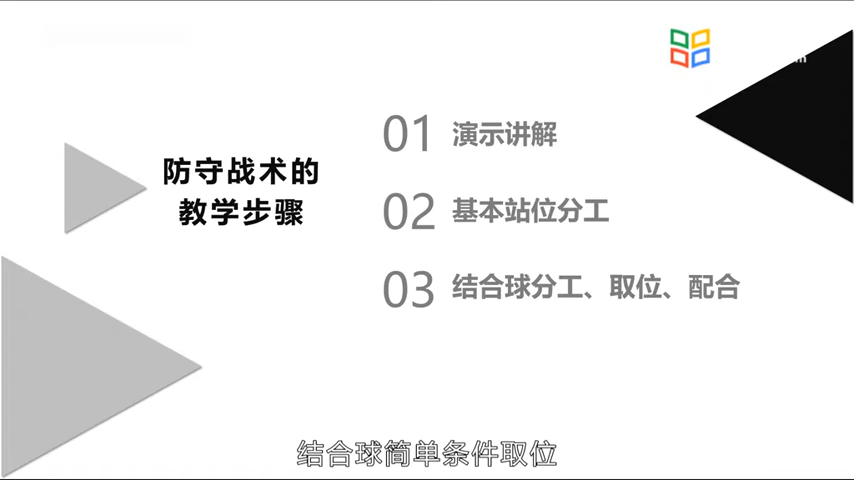 防守战术的
教学步骤
01 演示讲解
02 基本站位分工
03 结合球分工、取位、配合
结合球简单条件取位